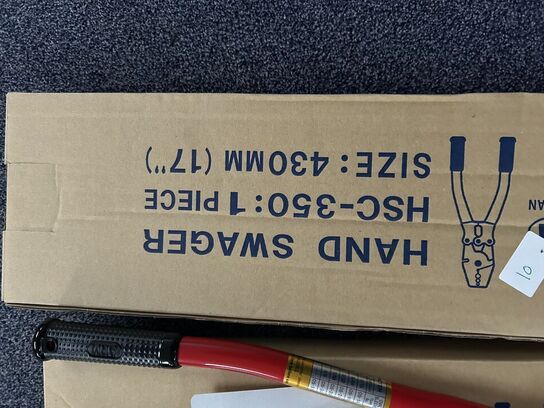 HAND SWAGER
HSC-350:1 PIECE
SIZE:430MM (17")
10